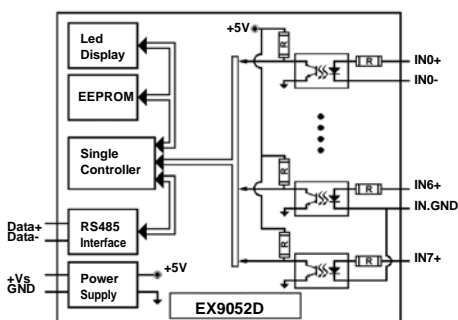 +5V
Led
Display
EEPROM
Single
Controller
RS485
Interface
Power
Supply
+5V
Data+
Data-
+Vs
GND
R
R
IN0+
IN0-
R
R
IN6+
IN.GND
R
R
IN7+
EX9052D